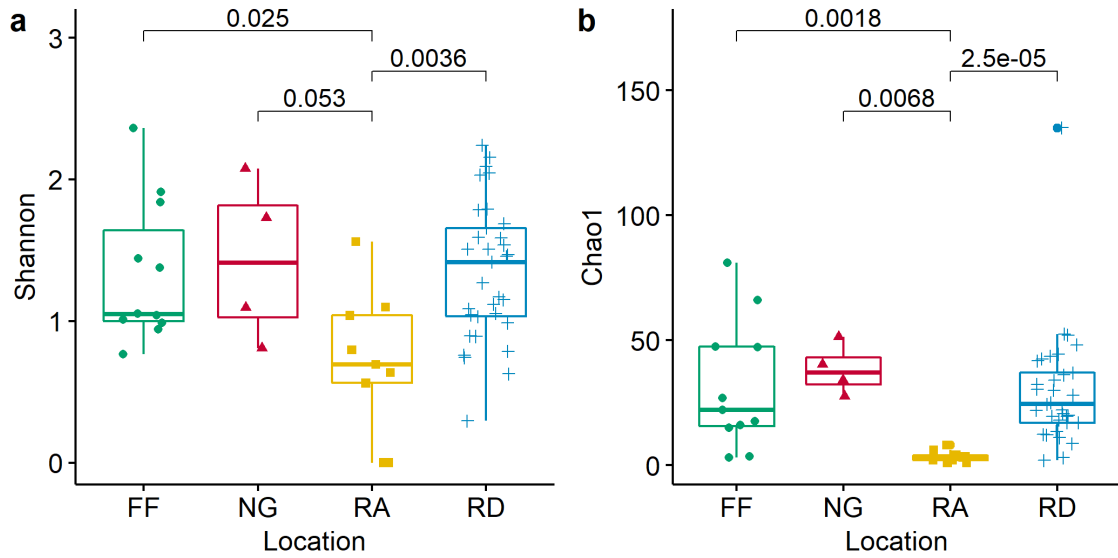 a
Shannon
3
2
1
0
0.025
0.0036
0.053
FF NG RA RD
Location
b
Chao1
150
100
50
0
0.0018
2.5e-05
0.0068
FF NG RA RD
Location